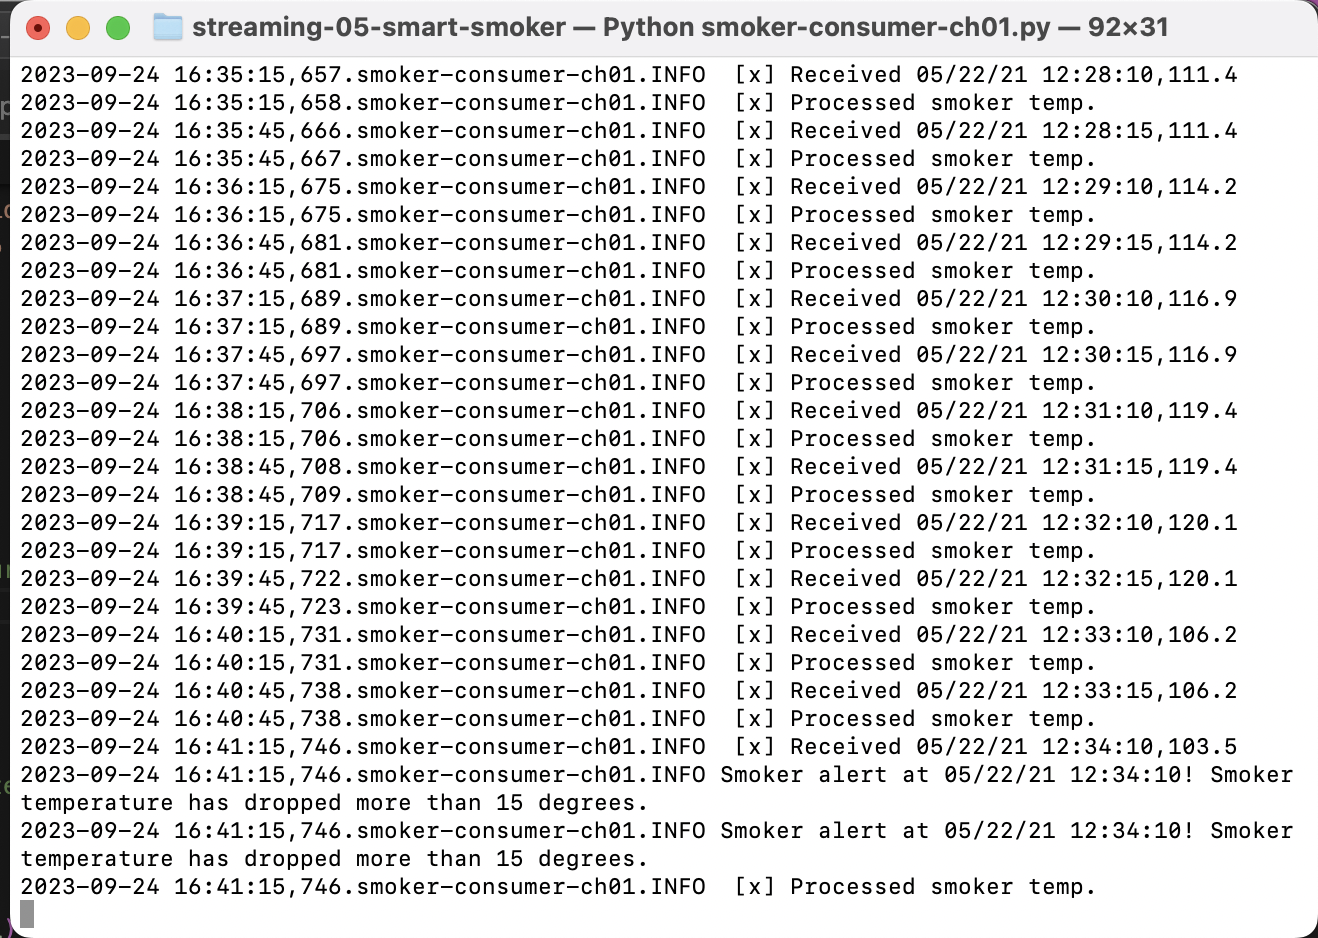 streaming-05-smart-smoker — Python smoker-consumer-ch01.py — 92×31
2023-09-24 16:35:15,657.smoker-consumer-ch01.INFO  [x] Received 05/22/21 12:28:10,111.4
2023-09-24 16:35:15,658.smoker-consumer-ch01.INFO  [x] Processed smoker temp.
2023-09-24 16:35:45,666.smoker-consumer-ch01.INFO  [x] Received 05/22/21 12:28:15,111.4
2023-09-24 16:35:45,667.smoker-consumer-ch01.INFO  [x] Processed smoker temp.
2023-09-24 16:36:15,675.smoker-consumer-ch01.INFO  [x] Received 05/22/21 12:29:10,114.2
2023-09-24 16:36:15,675.smoker-consumer-ch01.INFO  [x] Processed smoker temp.
2023-09-24 16:36:45,681.smoker-consumer-ch01.INFO  [x] Received 05/22/21 12:29:15,114.2
2023-09-24 16:36:45,681.smoker-consumer-ch01.INFO  [x] Processed smoker temp.
2023-09-24 16:37:15,689.smoker-consumer-ch01.INFO  [x] Received 05/22/21 12:30:10,116.9
2023-09-24 16:37:15,689.smoker-consumer-ch01.INFO  [x] Processed smoker temp.
2023-09-24 16:37:45,697.smoker-consumer-ch01.INFO  [x] Received 05/22/21 12:30:15,116.9
2023-09-24 16:37:45,697.smoker-consumer-ch01.INFO  [x] Processed smoker temp.
2023-09-24 16:38:15,706.smoker-consumer-ch01.INFO  [x] Received 05/22/21 12:31:10,119.4
2023-09-24 16:38:15,706.smoker-consumer-ch01.INFO  [x] Processed smoker temp.
2023-09-24 16:38:45,708.smoker-consumer-ch01.INFO  [x] Received 05/22/21 12:31:15,119.4
2023-09-24 16:38:45,709.smoker-consumer-ch01.INFO  [x] Processed smoker temp.
2023-09-24 16:39:15,717.smoker-consumer-ch01.INFO  [x] Received 05/22/21 12:32:10,120.1
2023-09-24 16:39:15,717.smoker-consumer-ch01.INFO  [x] Processed smoker temp.
2023-09-24 16:39:45,722.smoker-consumer-ch01.INFO  [x] Received 05/22/21 12:32:15,120.1
2023-09-24 16:39:45,723.smoker-consumer-ch01.INFO  [x] Processed smoker temp.
2023-09-24 16:40:15,731.smoker-consumer-ch01.INFO  [x] Received 05/22/21 12:33:10,106.2
2023-09-24 16:40:15,731.smoker-consumer-ch01.INFO  [x] Processed smoker temp.
2023-09-24 16:40:45,738.smoker-consumer-ch01.INFO  [x] Received 05/22/21 12:33:15,106.2
2023-09-24 16:40:45,738.smoker-consumer-ch01.INFO  [x] Processed smoker temp.
2023-09-24 16:41:15,746.smoker-consumer-ch01.INFO  [x] Received 05/22/21 12:34:10,103.5
2023-09-24 16:41:15,746.smoker-consumer-ch01.INFO Smoker alert at 05/22/21 12:34:10! Smoker
temperature has dropped more than 15 degrees.
2023-09-24 16:41:15,746.smoker-consumer-ch01.INFO Smoker alert at 05/22/21 12:34:10! Smoker
temperature has dropped more than 15 degrees.
2023-09-24 16:41:15,746.smoker-consumer-ch01.INFO  [x] Processed smoker temp.